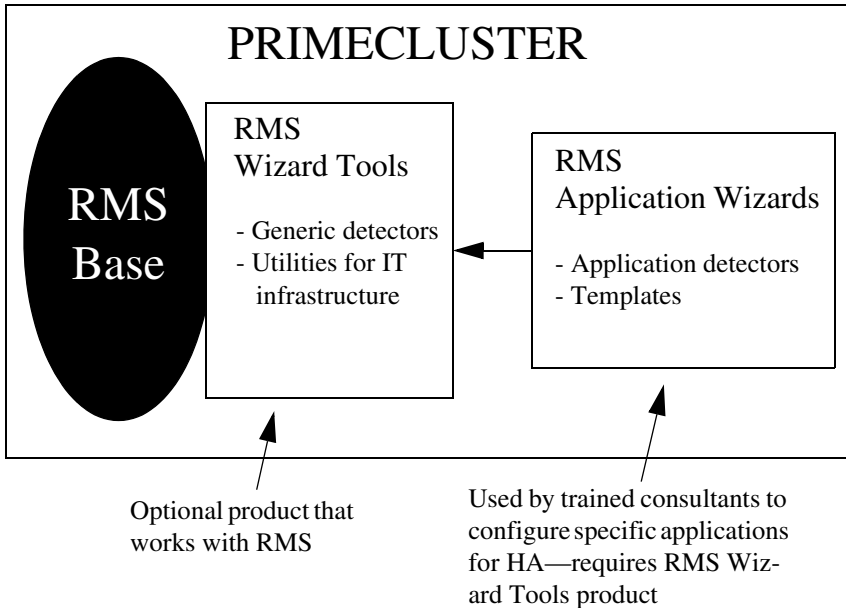 PRIMECLUSTER
RMS
Base
RMS
Wizard Tools
- Generic detectors
- Utilities for IT
infrastructure
RMS
Application Wizards
- Application detectors
- Templates
Optional product that
works with RMS
Used by trained consultants to
configure specific applications
for HA—requires RMS Wiz-
ard Tools product